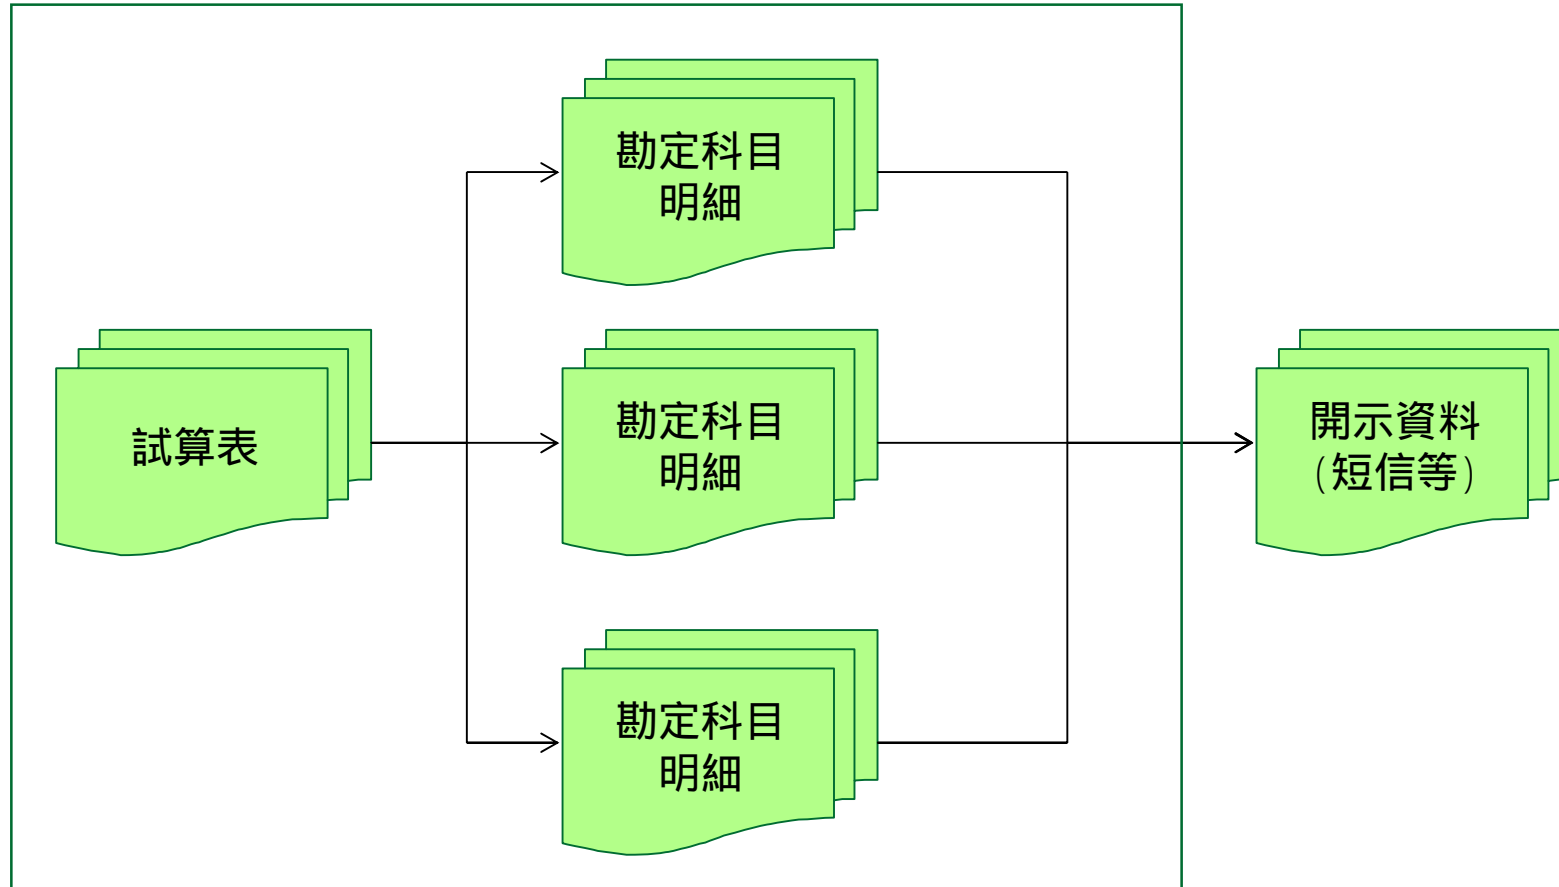 勘定科目
明細
試算表
勘定科目
明細
開示資料
(短信等)
勘定科目
明細